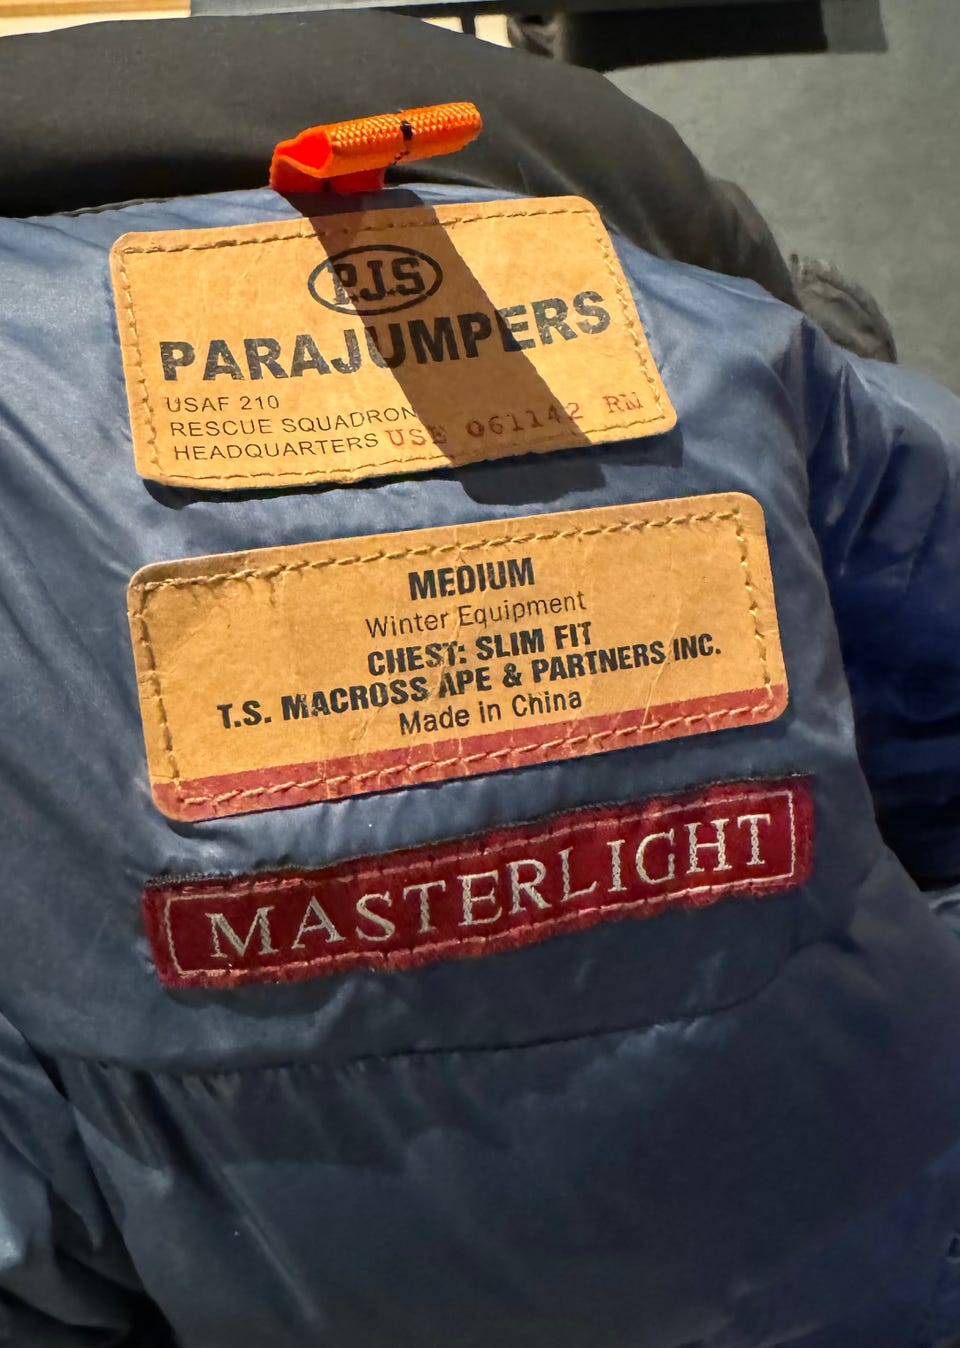 P.J.S
PARAJUMPERS
USAF 210
RESCUE SQUADRON
HEADQUARTERS USE 061142 RN
MEDIUM
Winter Equipment
CHEST: SLIM FIT
T.S. MACROSS APE & PARTNERS INC.
Made in China
MASTERLIGHT